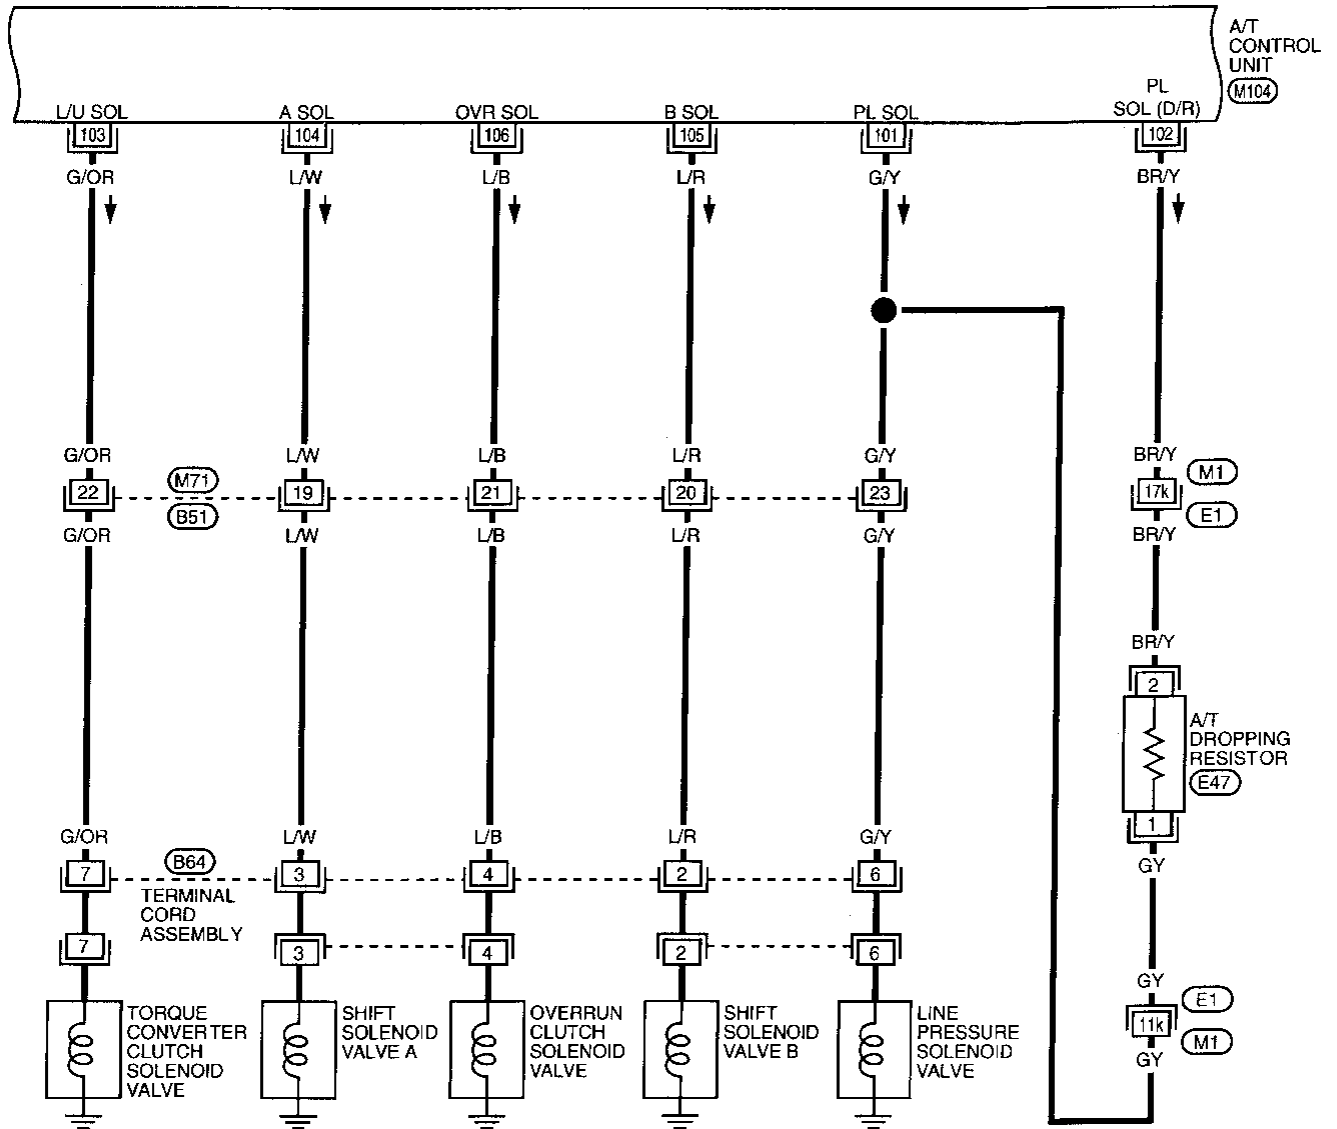 A/T
CONTROL
UNIT
M104
PL
L/U SOL A SOL OVR SOL B SOL PL SOL SOL (D/R)
103 104 106 105 101 102
G/OR L/W L/B L/R G/Y BR/Y
G/OR L/W L/B L/R G/Y BR/Y
M71 M1
22 19 21 20 23 17k
B51 E1
G/OR L/W L/B L/R G/Y BR/Y
BR/Y
2
A/T
DROPPING
RESISTOR
E47
1
G/OR L/W L/B L/R G/Y
GY
B64
7 3 4 2 6
TERMINAL
CORD
ASSEMBLY
7 3 4 2 6
GY
E1
11k
M1
GY
TORQUE
CONVERTER
CLUTCH
SOLENOID
VALVE
SHIFT
SOLENOID
VALVE A
OVERRUN
CLUTCH
SOLENOID
VALVE
SHIFT
SOLENOID
VALVE B
LINE
PRESSURE
SOLENOID
VALVE